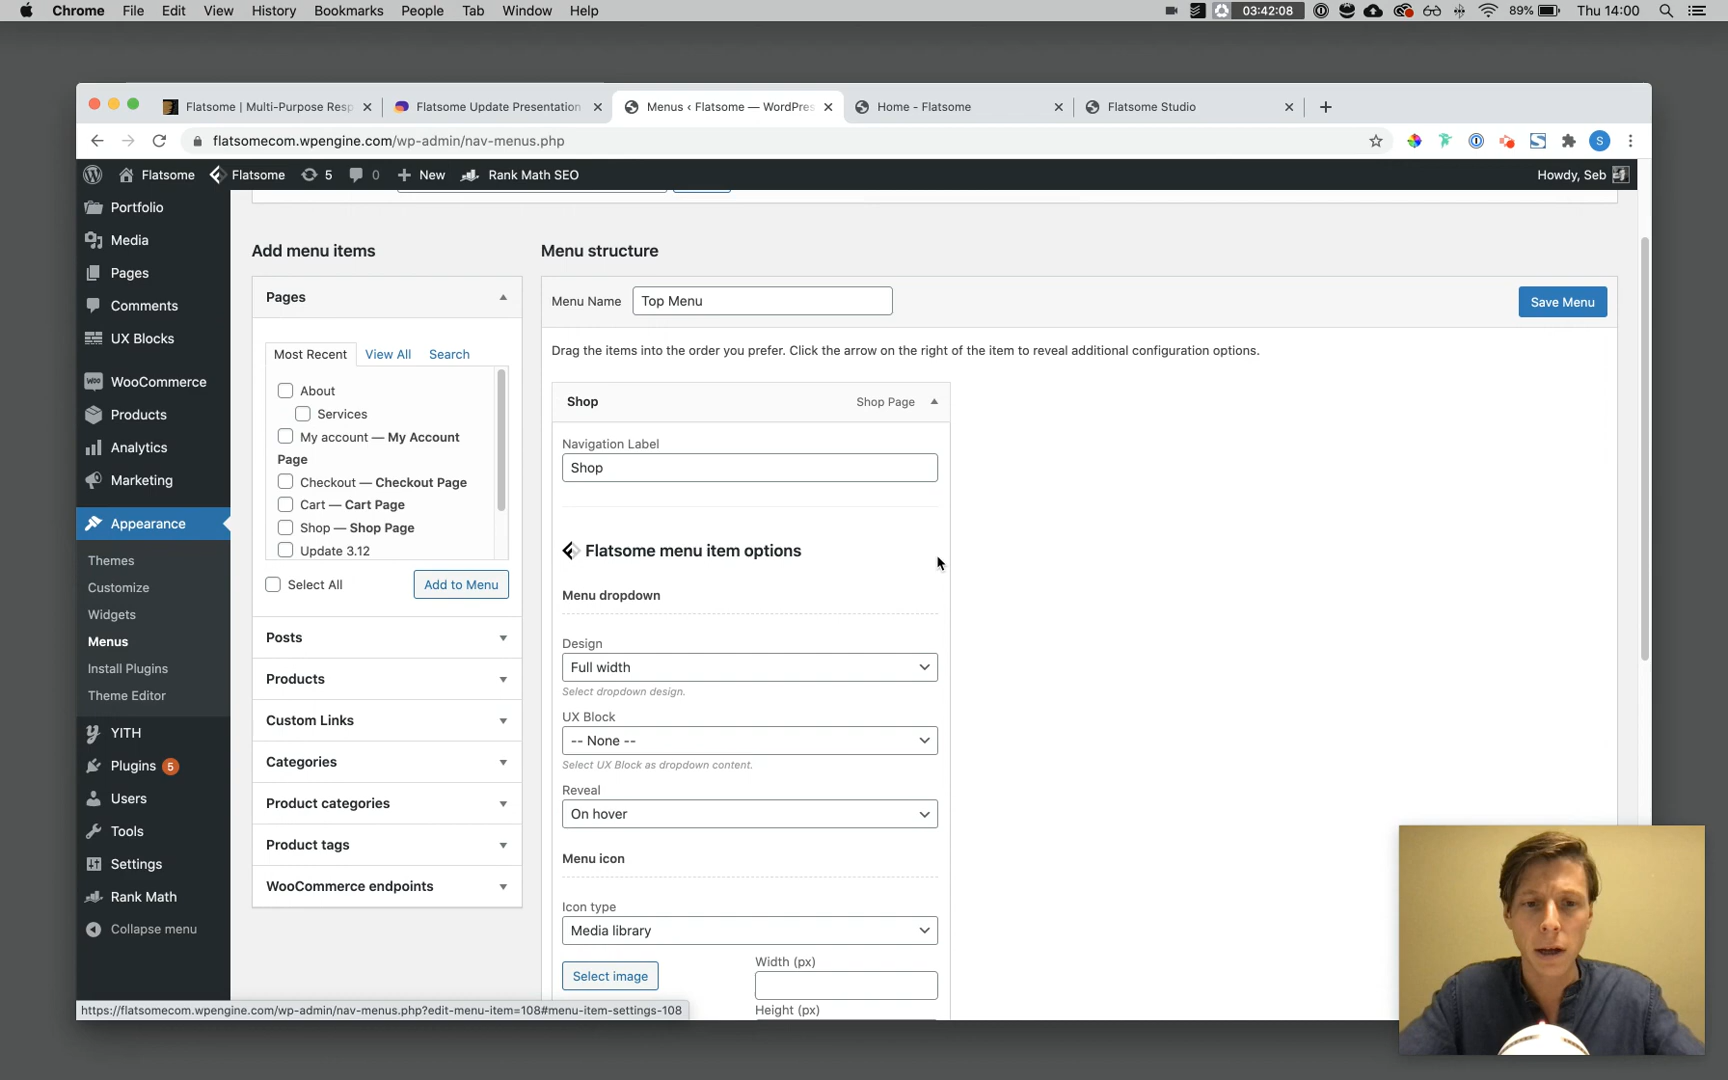 Chrome File Edit View History Bookmarks People Tab Window Help 03:42:08 89% Thu 14:00
Flatsome | Multi-Purpose Resp Flatsome Update Presentation Menus ‹ Flatsome — WordPres Home - Flatsome Flatsome Studio
flatsomecom.wpengine.com/wp-admin/nav-menus.php S
Flatsome Flatsome 5 0 New Rank Math SEO Howdy, Seb
Portfolio
Media
Pages
Comments
UX Blocks
WooCommerce
Products
Analytics
Marketing
Appearance
Themes
Customize
Widgets
Menus
Install Plugins
Theme Editor
YITH
Plugins 5
Users
Tools
Settings
Rank Math
Collapse menu
Add menu items
Pages
Most Recent View All Search
About
Services
My account — My Account
Page
Checkout — Checkout Page
Cart — Cart Page
Shop — Shop Page
Update 3.12
Select All Add to Menu
Posts
Products
Custom Links
Categories
Product categories
Product tags
WooCommerce endpoints
Menu structure
Menu Name Top Menu Save Menu
Drag the items into the order you prefer. Click the arrow on the right of the item to reveal additional configuration options.
Shop Shop Page
Navigation Label
Shop
Flatsome menu item options
Menu dropdown
Design
Full width
Select dropdown design.
UX Block
-- None --
Select UX Block as dropdown content.
Reveal
On hover
Menu icon
Icon type
Media library
Select image Width (px)
Height (px)
https://flatsomecom.wpengine.com/wp-admin/nav-menus.php?edit-menu-item=108#menu-item-settings-108